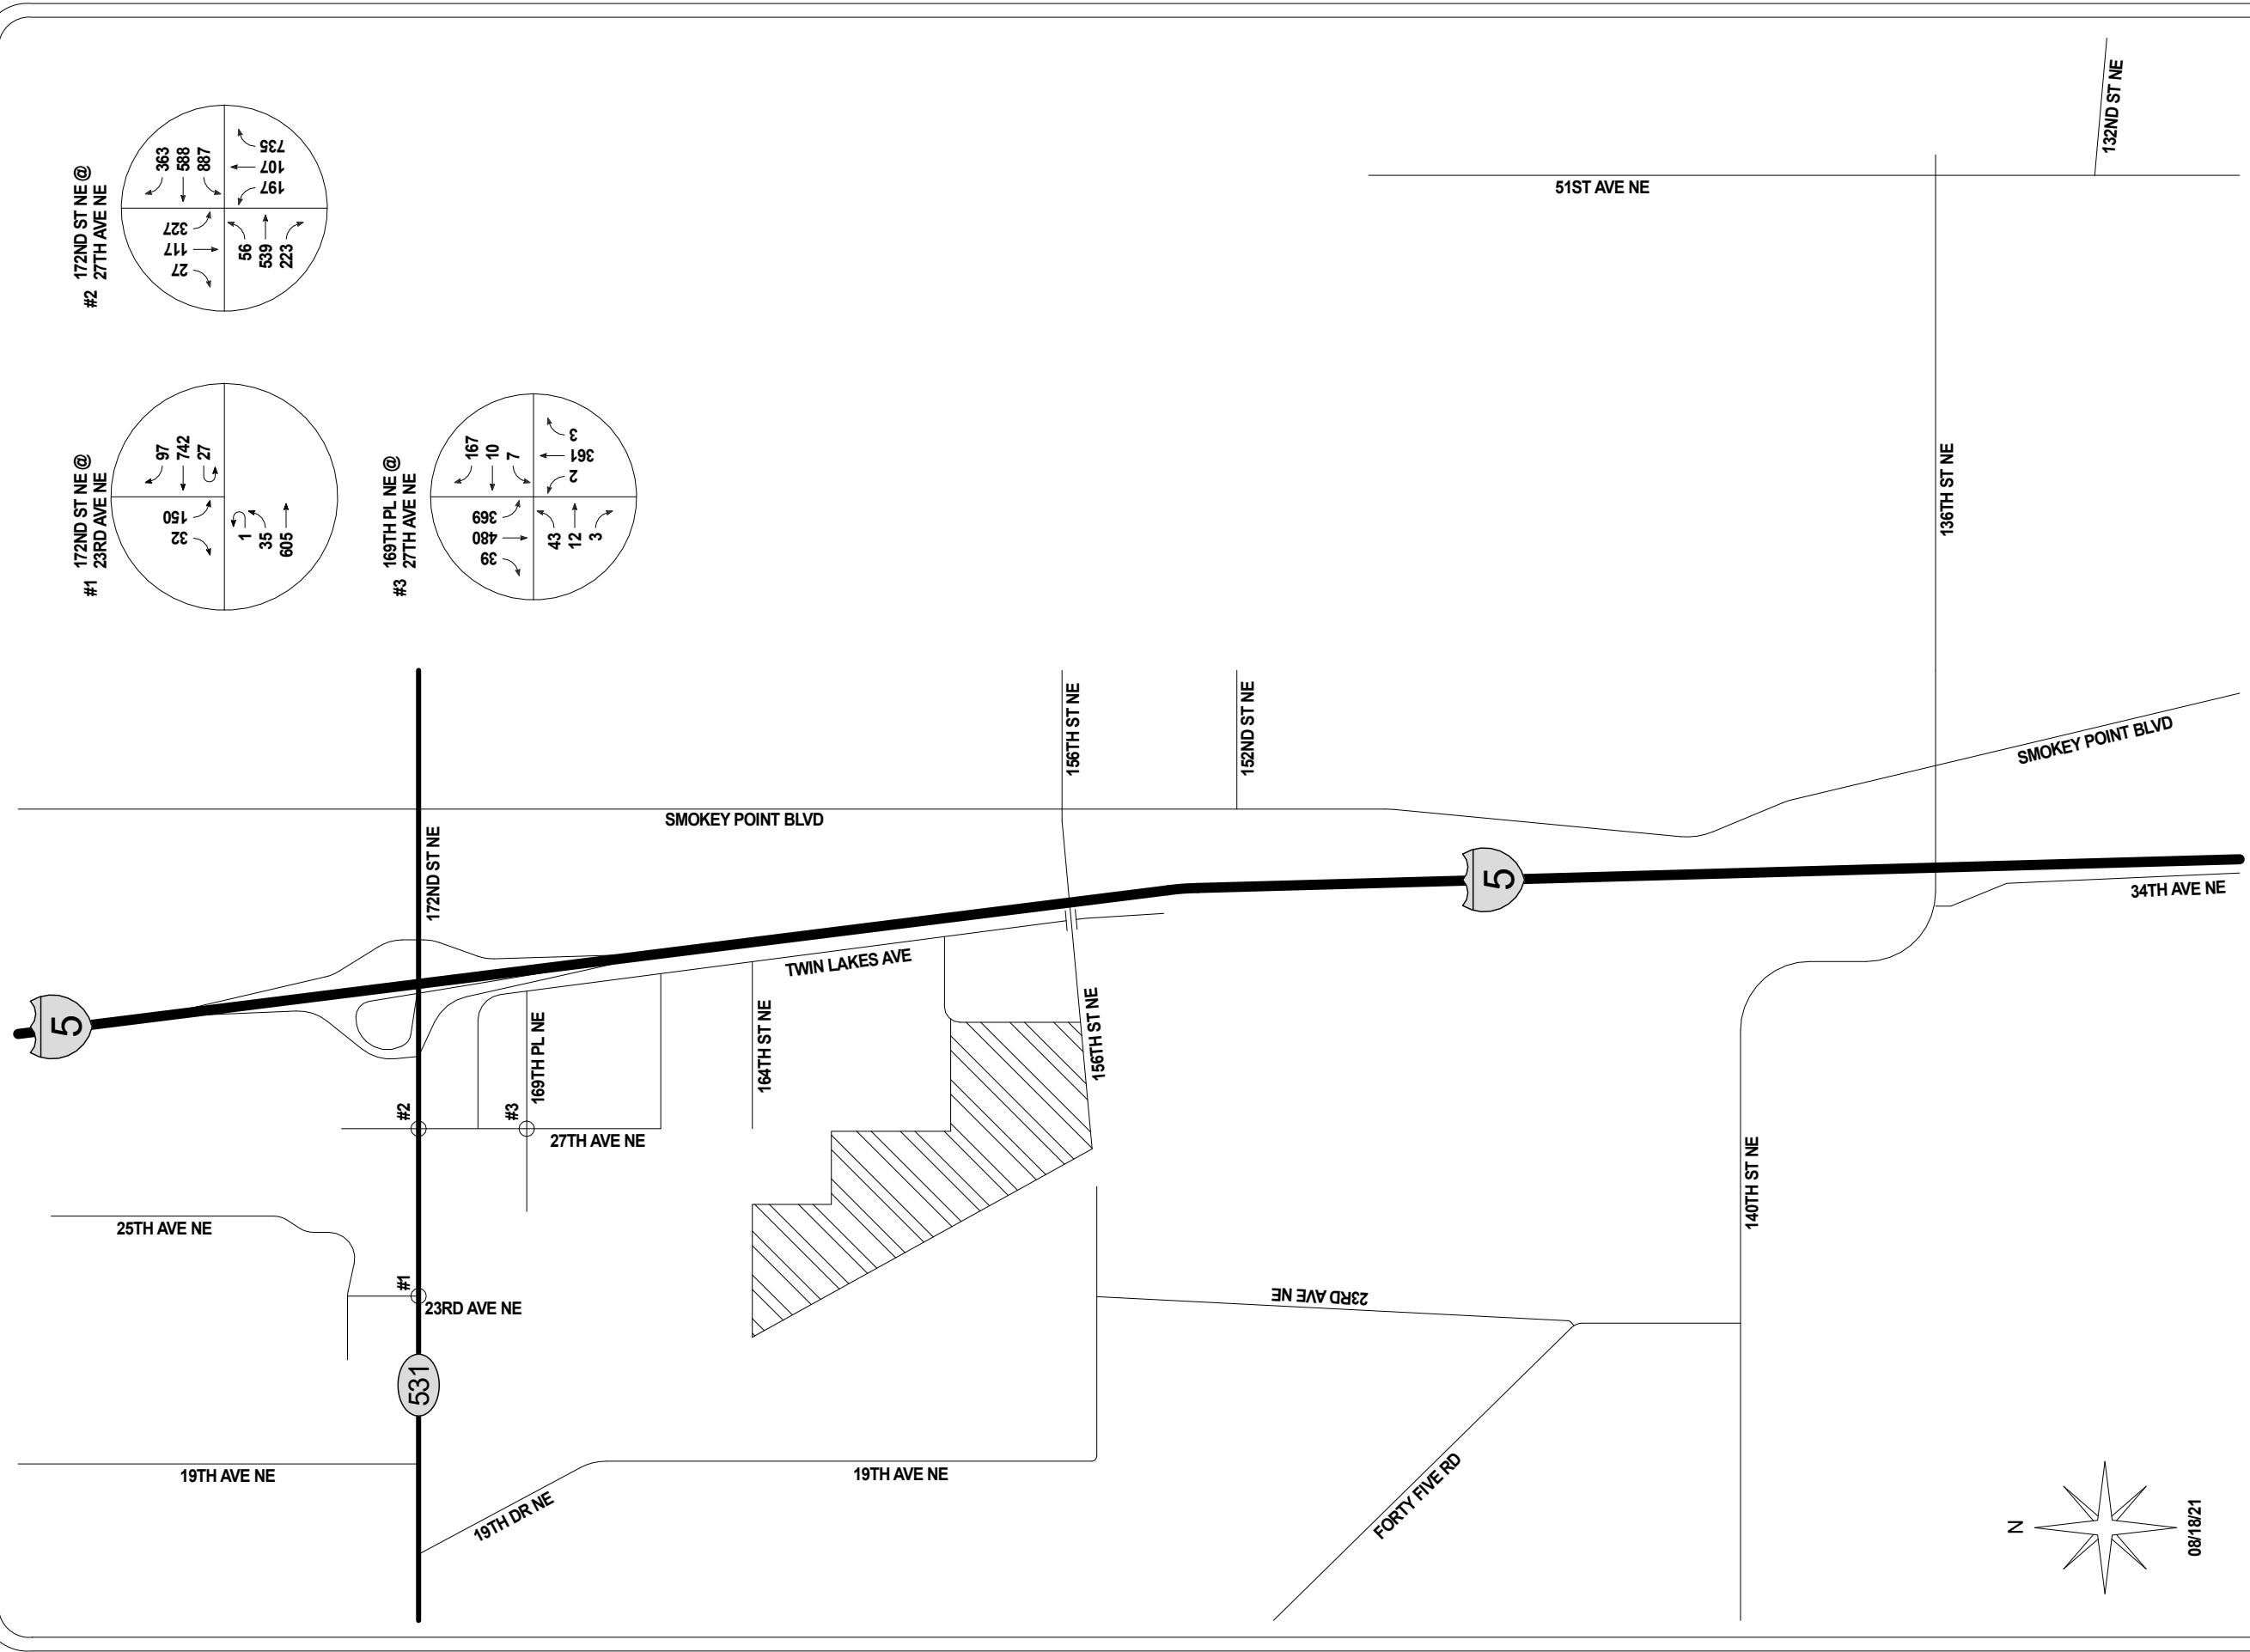 #2 172ND ST NE @
27TH AVE NE
363
588
887
735
107
197
327
117
27
56
539
223
#1 172ND ST NE @
23RD AVE NE
97
742
27
150
32
1
35
605
#3 169TH PL NE @
27TH AVE NE
167
10
7
3
361
2
369
480
39
43
12
3
51ST AVE NE
132ND ST NE
136TH ST NE
156TH ST NE
152ND ST NE
SMOKEY POINT BLVD
SMOKEY POINT BLVD
172ND ST NE
5
5
34TH AVE NE
TWIN LAKES AVE
169TH PL NE
164TH ST NE
156TH ST NE
#2
#3
27TH AVE NE
140TH ST NE
25TH AVE NE
#1
23RD AVE NE
23RD AVE NE
531
19TH AVE NE
19TH DR NE
19TH AVE NE
FORTY FIVE RD
N
08/18/21